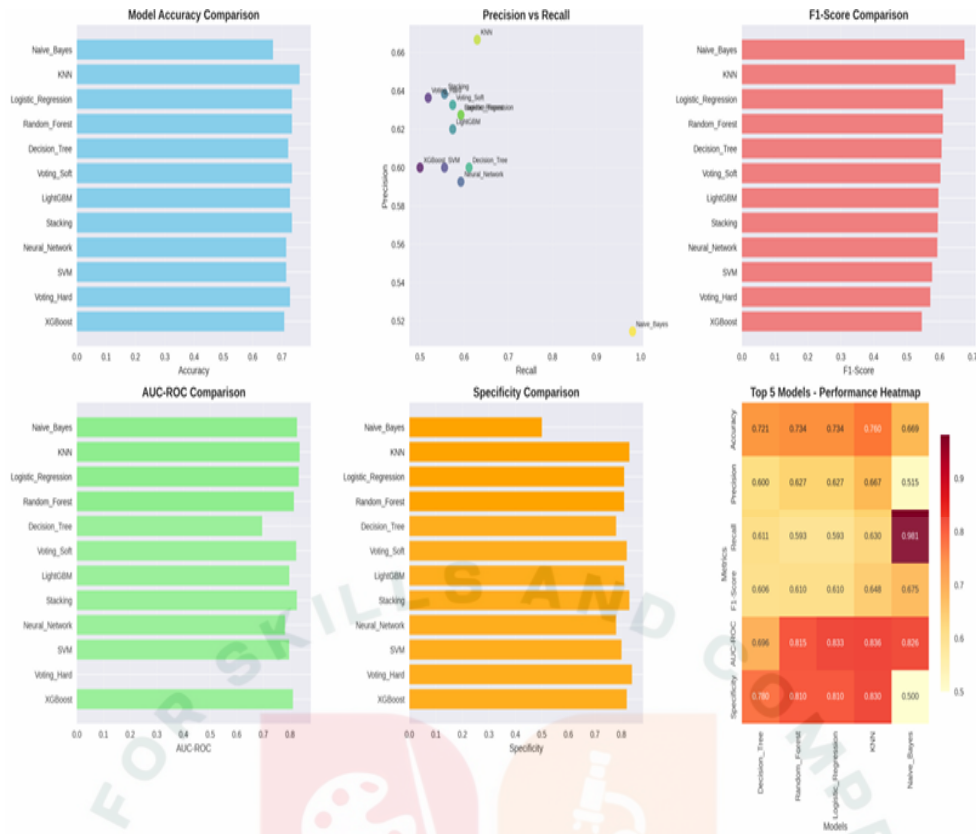 Model Accuracy Comparison
Naive_Bayes
KNN
Logistic_Regression
Random_Forest
Decision_Tree
Voting_Soft
LightGBM
Stacking
Neural_Network
SVM
Voting_Hard
XGBoost
0.0 0.1 0.2 0.3 0.4 0.5 0.6 0.7
Accuracy
Precision vs Recall
Precision
0.66
0.64
0.62
0.60
0.58
0.56
0.54
0.52
KNN
Stacking
Voting_Hard
Voting_Soft
LightGBM
XGBoost SVM Decision_Tree
Neural_Network
Naive_Bayes
0.5 0.6 0.7 0.8 0.9 1.0
Recall
F1-Score Comparison
Naive_Bayes
KNN
Logistic_Regression
Random_Forest
Decision_Tree
Voting_Soft
LightGBM
Stacking
Neural_Network
SVM
Voting_Hard
XGBoost
0.0 0.1 0.2 0.3 0.4 0.5 0.6 0.7
F1-Score
AUC-ROC Comparison
Naive_Bayes
KNN
Logistic_Regression
Random_Forest
Decision_Tree
Voting_Soft
LightGBM
Stacking
Neural_Network
SVM
Voting_Hard
XGBoost
0.0 0.1 0.2 0.3 0.4 0.5 0.6 0.7 0.8
AUC-ROC
Specificity Comparison
Naive_Bayes
KNN
Logistic_Regression
Random_Forest
Decision_Tree
Voting_Soft
LightGBM
Stacking
Neural_Network
SVM
Voting_Hard
XGBoost
0.0 0.1 0.2 0.3 0.4 0.5 0.6 0.7 0.8
Specificity
Top 5 Models - Performance Heatmap
Metrics
Accuracy 0.721 0.734 0.734 0.760 0.669
Precision 0.600 0.627 0.627 0.667 0.515
Recall 0.611 0.593 0.593 0.630 0.981
F1-Score 0.606 0.610 0.610 0.648 0.675
AUC-ROC 0.696 0.815 0.833 0.836 0.826
Specificity 0.780 0.810 0.810 0.830 0.500
Decision_Tree Random_Forest Logistic_Regression KNN Naive_Bayes
Models
0.9
0.8
0.7
0.6
0.5
FOR SKILLS AND